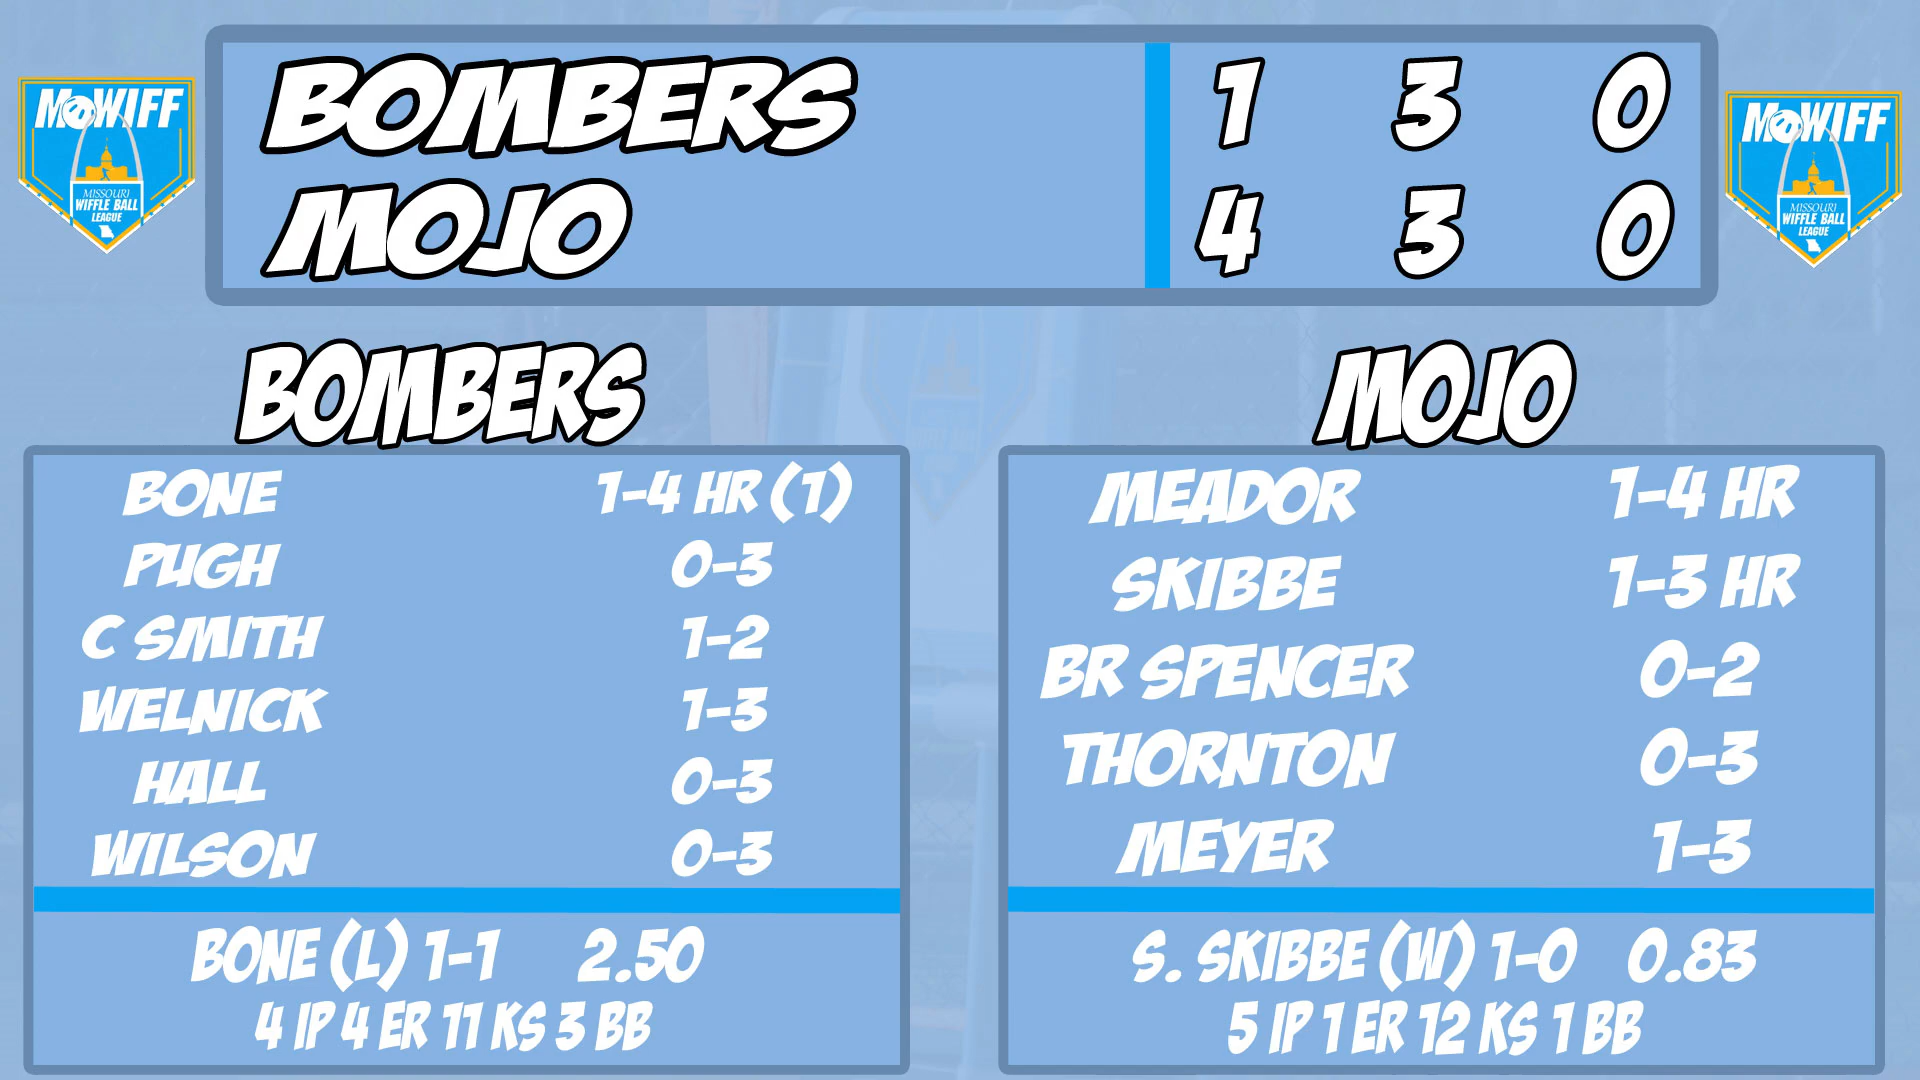 MOWIFF
MISSOURI
WIFFLE BALL
LEAGUE
BOMBERS 1 3 0
MOJO 4 3 0
MOWIFF
MISSOURI
WIFFLE BALL
LEAGUE
BOMBERS
BONE 1-4 HR (1)
PUGH 0-3
C SMITH 1-2
WELNICK 1-3
HALL 0-3
WILSON 0-3
BONE (L) 1-1 2.50
4 IP 4 ER 11 KS 3 BB
MOJO
MEADOR 1-4 HR
SKIBBE 1-3 HR
BR SPENCER 0-2
THORNTON 0-3
MEYER 1-3
S. SKIBBE (W) 1-0 0.83
5 IP 1 ER 12 KS 1 BB